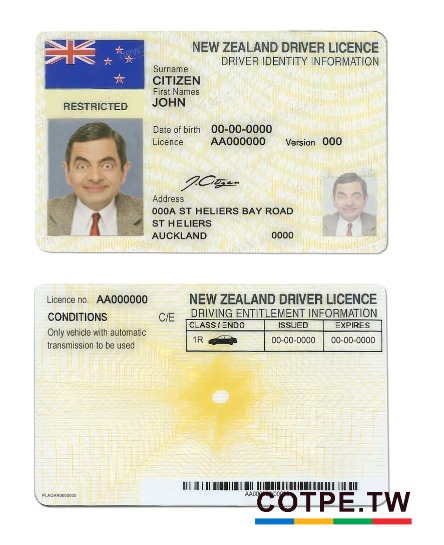 NEW ZEALAND DRIVER LICENCE
DRIVER IDENTITY INFORMATION
RESTRICTED
Surname
CITIZEN
First Names
JOHN
Date of birth 00-00-0000
Licence AA000000 Version 000
J.Citizen
Address
000A ST HELIERS BAY ROAD
ST HELIERS
AUCKLAND 0000
Licence no. AA000000
NEW ZEALAND DRIVER LICENCE
CONDITIONS C/E
DRIVING ENTITLEMENT INFORMATION
Only vehicle with automatic
transmission to be used
CLASS / ENDO ISSUED EXPIRES
1R 00-00-0000 00-00-0000
COTPE.TW